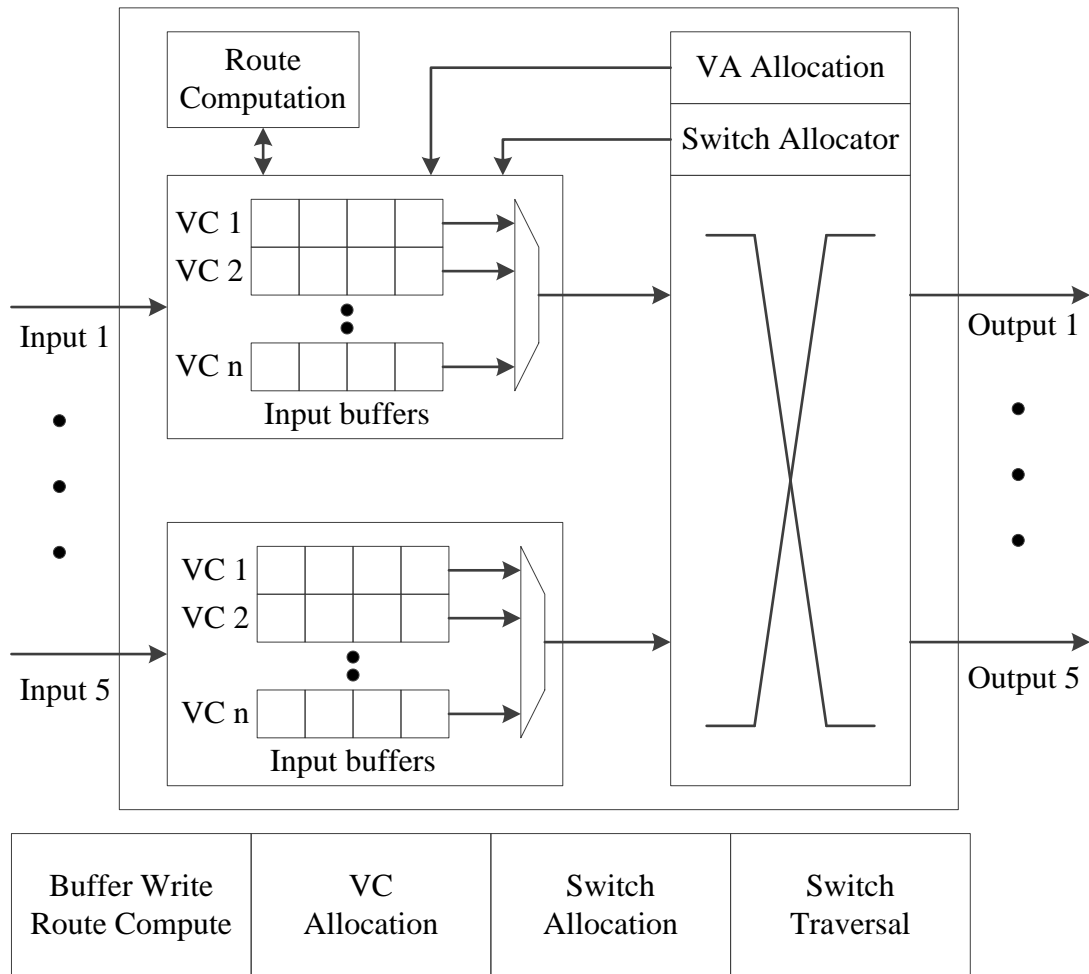 Route
Computation
VA Allocation
Switch Allocator
VC 1
VC 2
VC n
Input buffers
Input 1
Output 1
VC 1
VC 2
VC n
Input buffers
Input 5
Output 5
Buffer Write
Route Compute
VC
Allocation
Switch
Allocation
Switch
Traversal